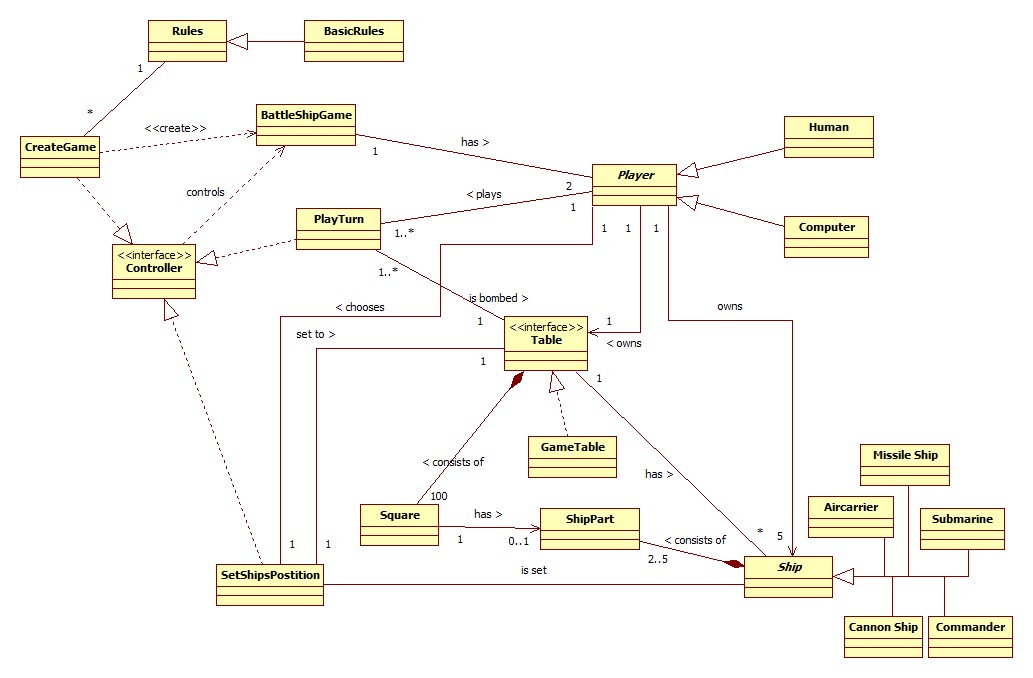 Rules
BasicRules
1
*
<<create>>
BattleShipGame
CreateGame
1
has >
Human
Player
2
< plays
1
controls
PlayTurn
1..*
Computer
1
1
1
<<interface>>
Controller
1..*
is bombed >
< chooses
owns
set to >
1
<<interface>>
Table
1
< owns
1
1
GameTable
< consists of
100
has >
Missile Ship
Aircarrier
Submarine
Square
has >
ShipPart
1
0..1
< consists of
2..5
*
5
1
1
SetShipsPostition
is set
Ship
Cannon Ship
Commander